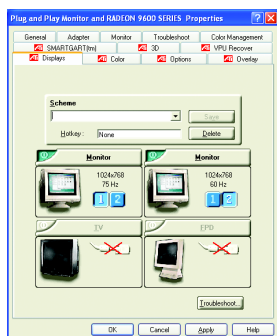 Plug and Play Monitor and RADEON 9600 SERIES Properties
General Adapter Monitor Troubleshoot Color Management
SMARTGART(tm) 3D VPU Recover
Displays Color Options Overlay
Scheme
Save
Hotkey: None Delete
Monitor Monitor
1024x768 1024x768
75 Hz 60 Hz
1 2 1 3
TV FPD
Troubleshoot...
OK Cancel Apply Help